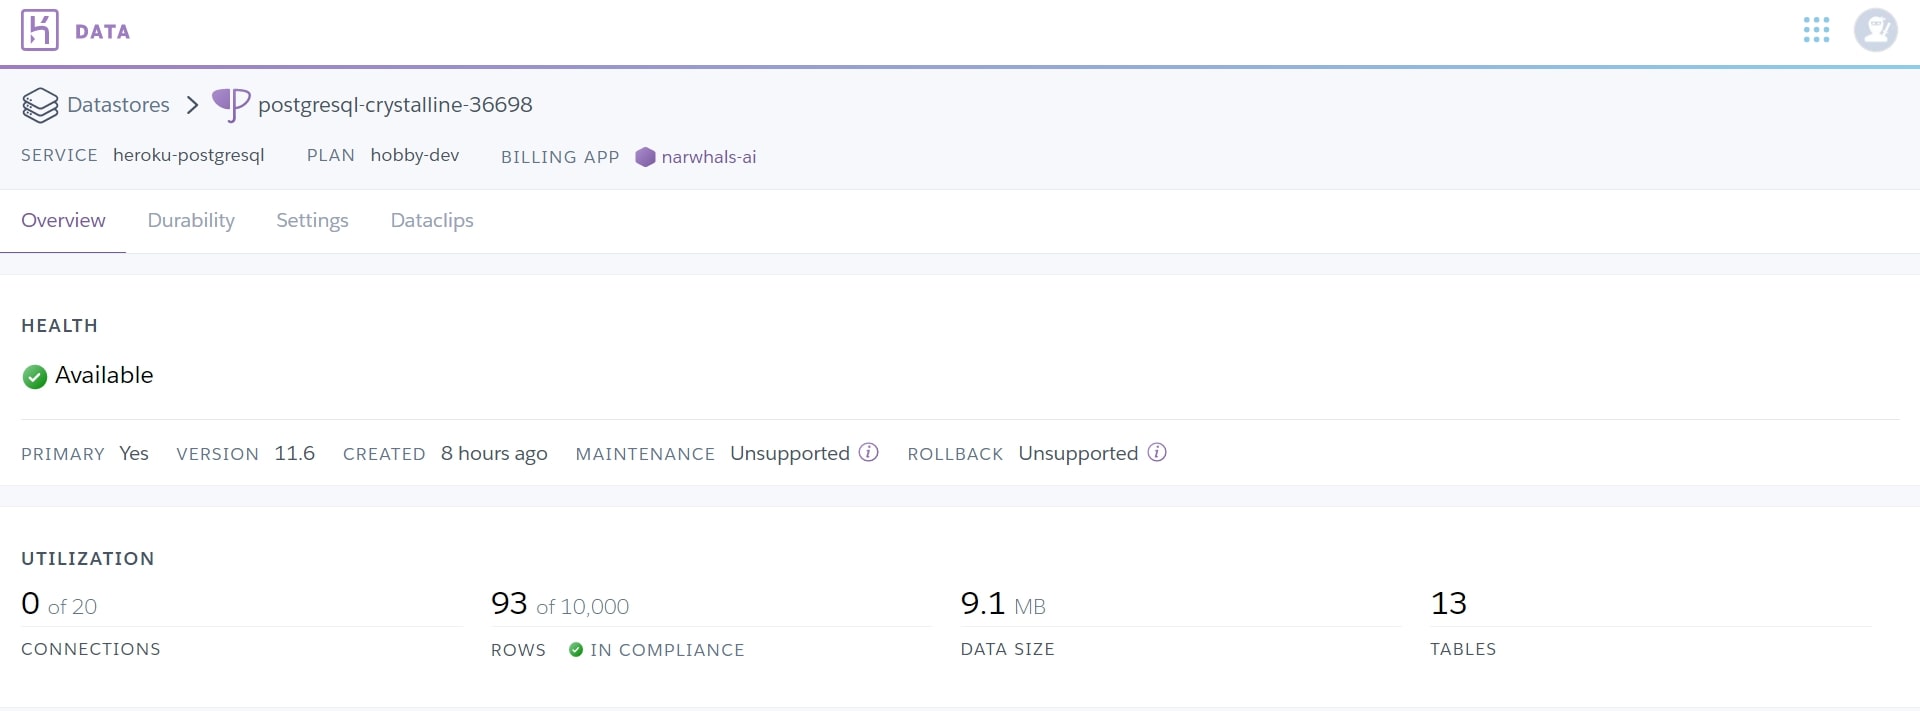 DATA
Datastores postgresql-crystalline-36698
SERVICE heroku-postgresql PLAN hobby-dev BILLING APP narwhals-ai
Overview Durability Settings Dataclips
HEALTH
Available
PRIMARY Yes VERSION 11.6 CREATED 8 hours ago MAINTENANCE Unsupported ROLLBACK Unsupported
UTILIZATION
0 of 20 93 of 10,000 9.1 MB 13
CONNECTIONS ROWS IN COMPLIANCE DATA SIZE TABLES